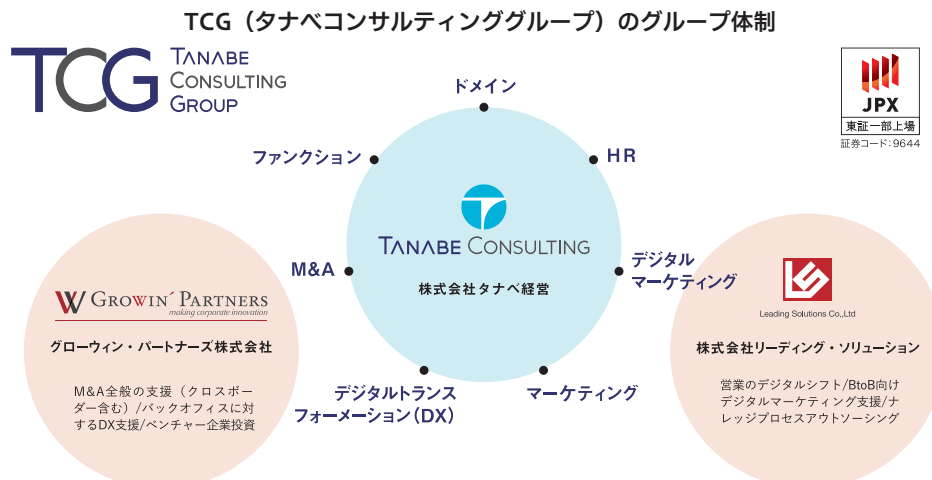 TCG（タナベコンサルティンググループ）のグループ体制
TCG
TANABE
CONSULTING
GROUP
JPX
東証一部上場
証券コード：9644
ドメイン
ファンクション
HR
TANABE CONSULTING
株式会社タナベ経営
M&A
デジタル
マーケティング
デジタルトランス
フォーメーション（DX）
マーケティング
GROWIN´ PARTNERS
making corporate innovation
グローウィン・パートナーズ株式会社
M&A全般の支援（クロスボー
ダー含む）/バックオフィスに対
するDX支援/ベンチャー企業投資
Leading Solutions Co.,Ltd
株式会社リーディング・ソリューション
営業のデジタルシフト/BtoB向け
デジタルマーケティング支援/ナ
レッジプロセスアウトソーシング